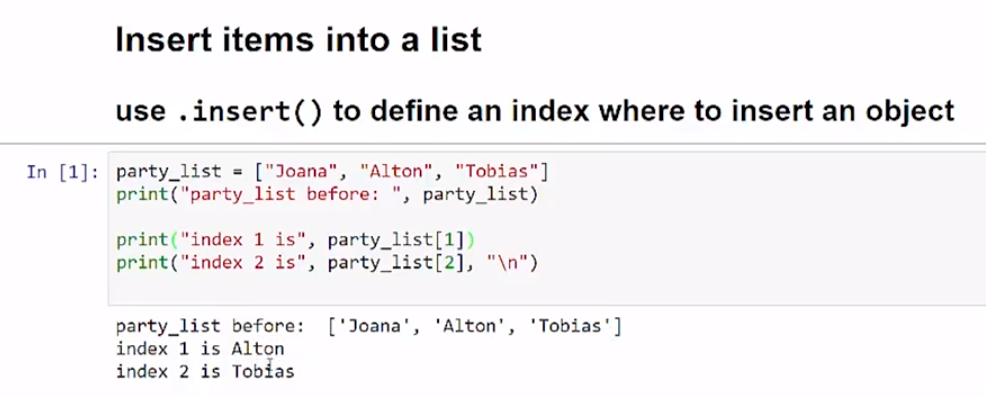 Insert items into a list
use .insert() to define an index where to insert an object
In [1]: party_list = ["Joana", "Alton", "Tobias"]
print("party_list before: ", party_list)
print("index 1 is", party_list[1])
print("index 2 is", party_list[2], "\n")
party_list before:  ['Joana', 'Alton', 'Tobias']
index 1 is Alton
index 2 is Tobias